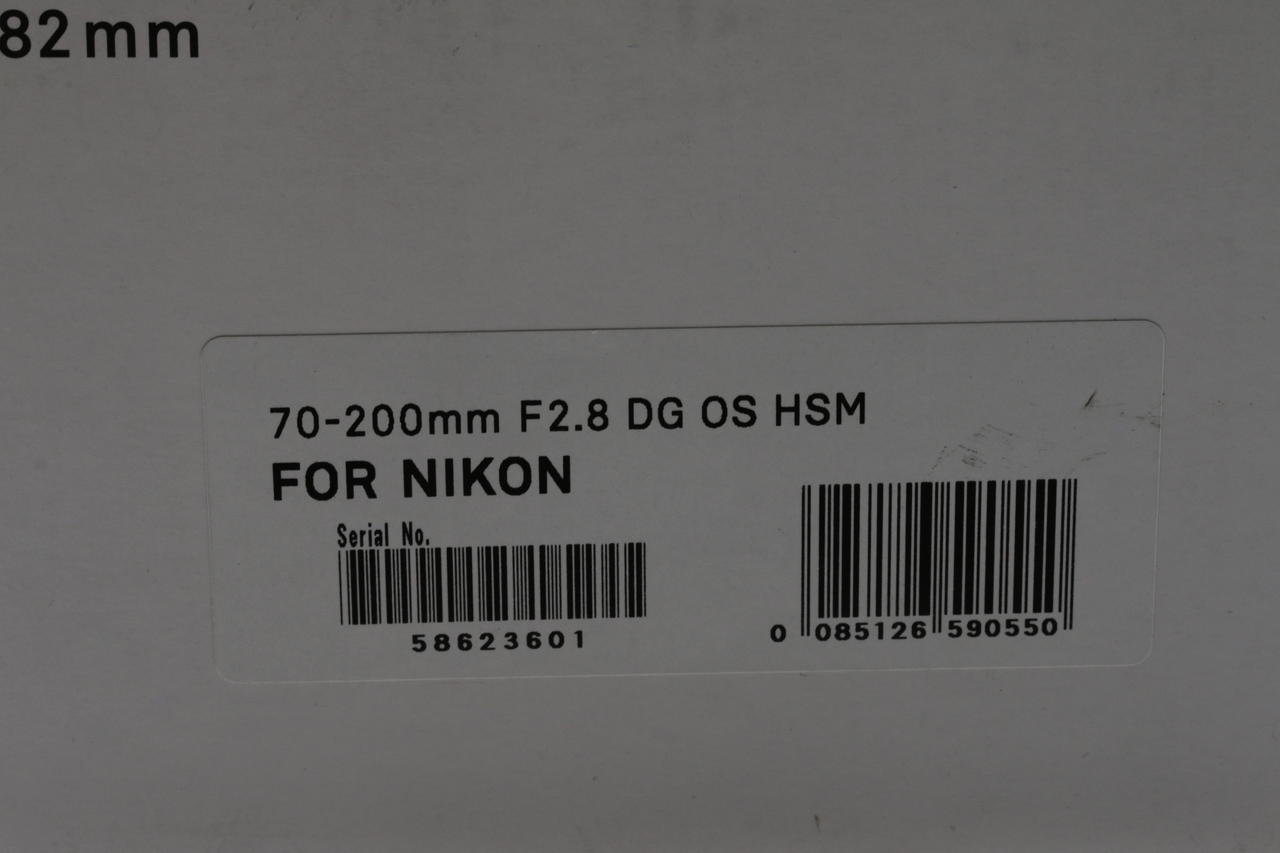 82mm
70-200mm F2.8 DG OS HSM
FOR NIKON
Serial No.
58623601
0 085126 590550